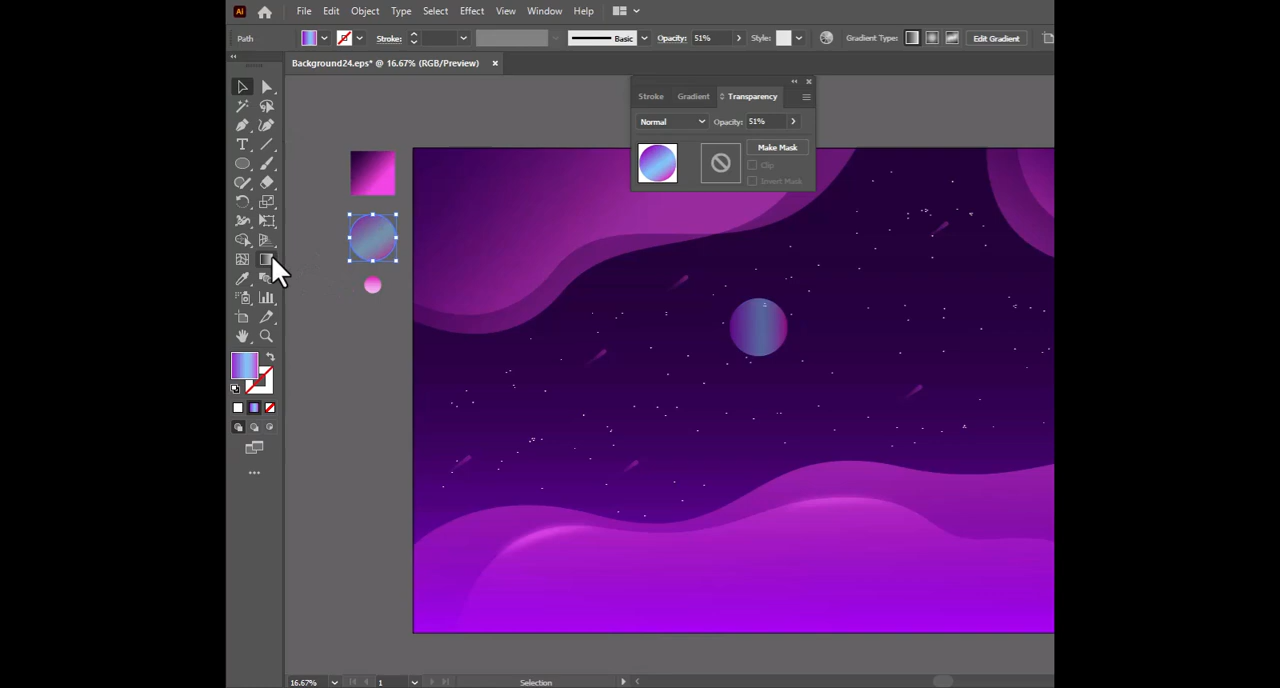 Ai File Edit Object Type Select Effect View Window Help
Path Stroke: Basic Opacity: 51% Style: Gradient Type: Edit Gradient
Background24.eps* @ 16.67% (RGB/Preview) ×
Stroke Gradient Transparency
Normal Opacity: 51%
Make Mask
Clip
Invert Mask
16.67% 1 Selection